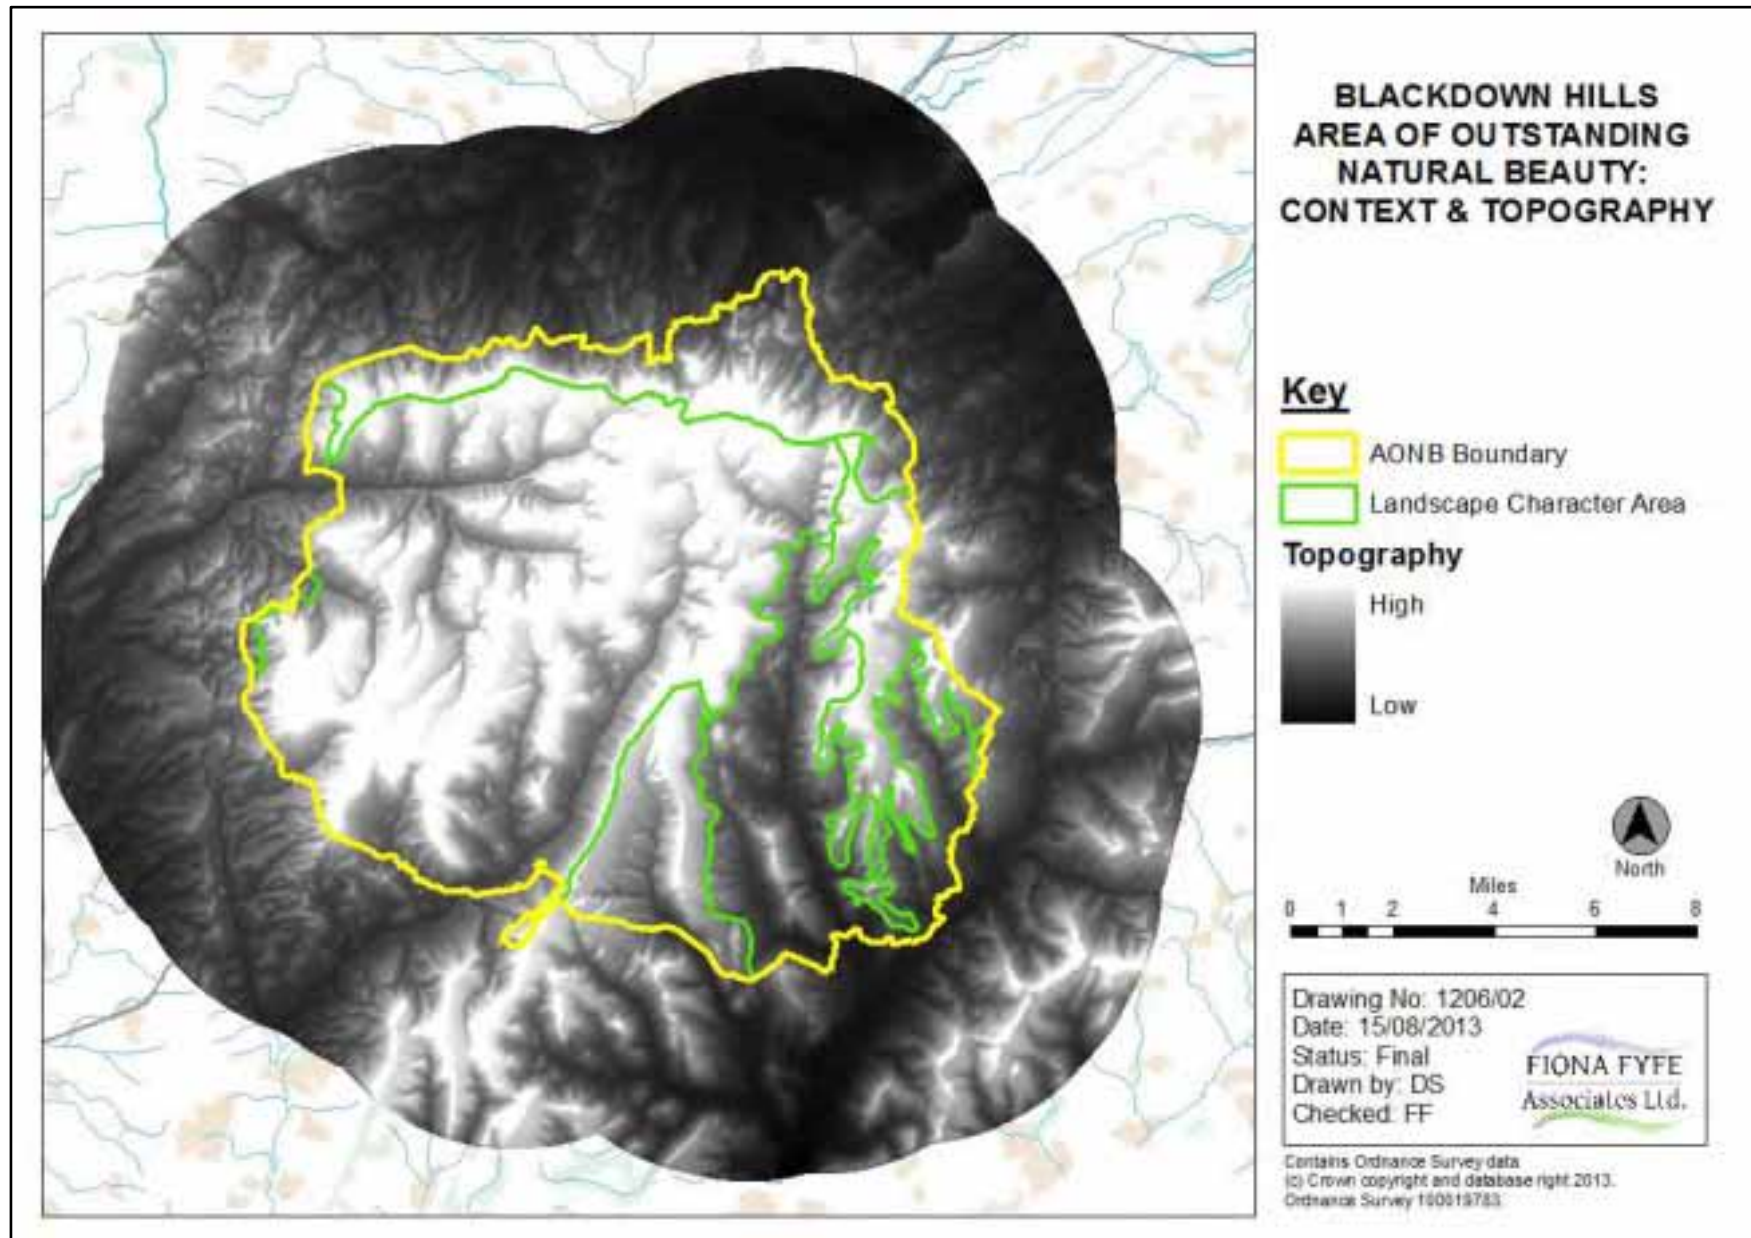 BLACKDOWN HILLS
AREA OF OUTSTANDING
NATURAL BEAUTY:
CONTEXT & TOPOGRAPHY
Key
AONB Boundary
Landscape Character Area
Topography
High
Low
North
Miles
0 1 2 4 6 8
Drawing No: 1206/02
Date: 15/08/2013
Status: Final
Drawn by: DS
Checked: FF
FIONA FYFE
Associates Ltd.
Contains Ordnance Survey data
(c) Crown copyright and database right 2013.
Ordnance Survey 100019783.